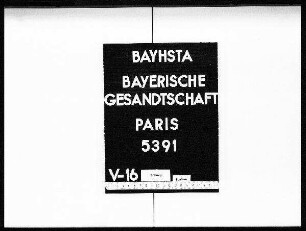 BAYHSTA
BAYERISCHE
GESANDTSCHAFT
PARIS
5391
V-16